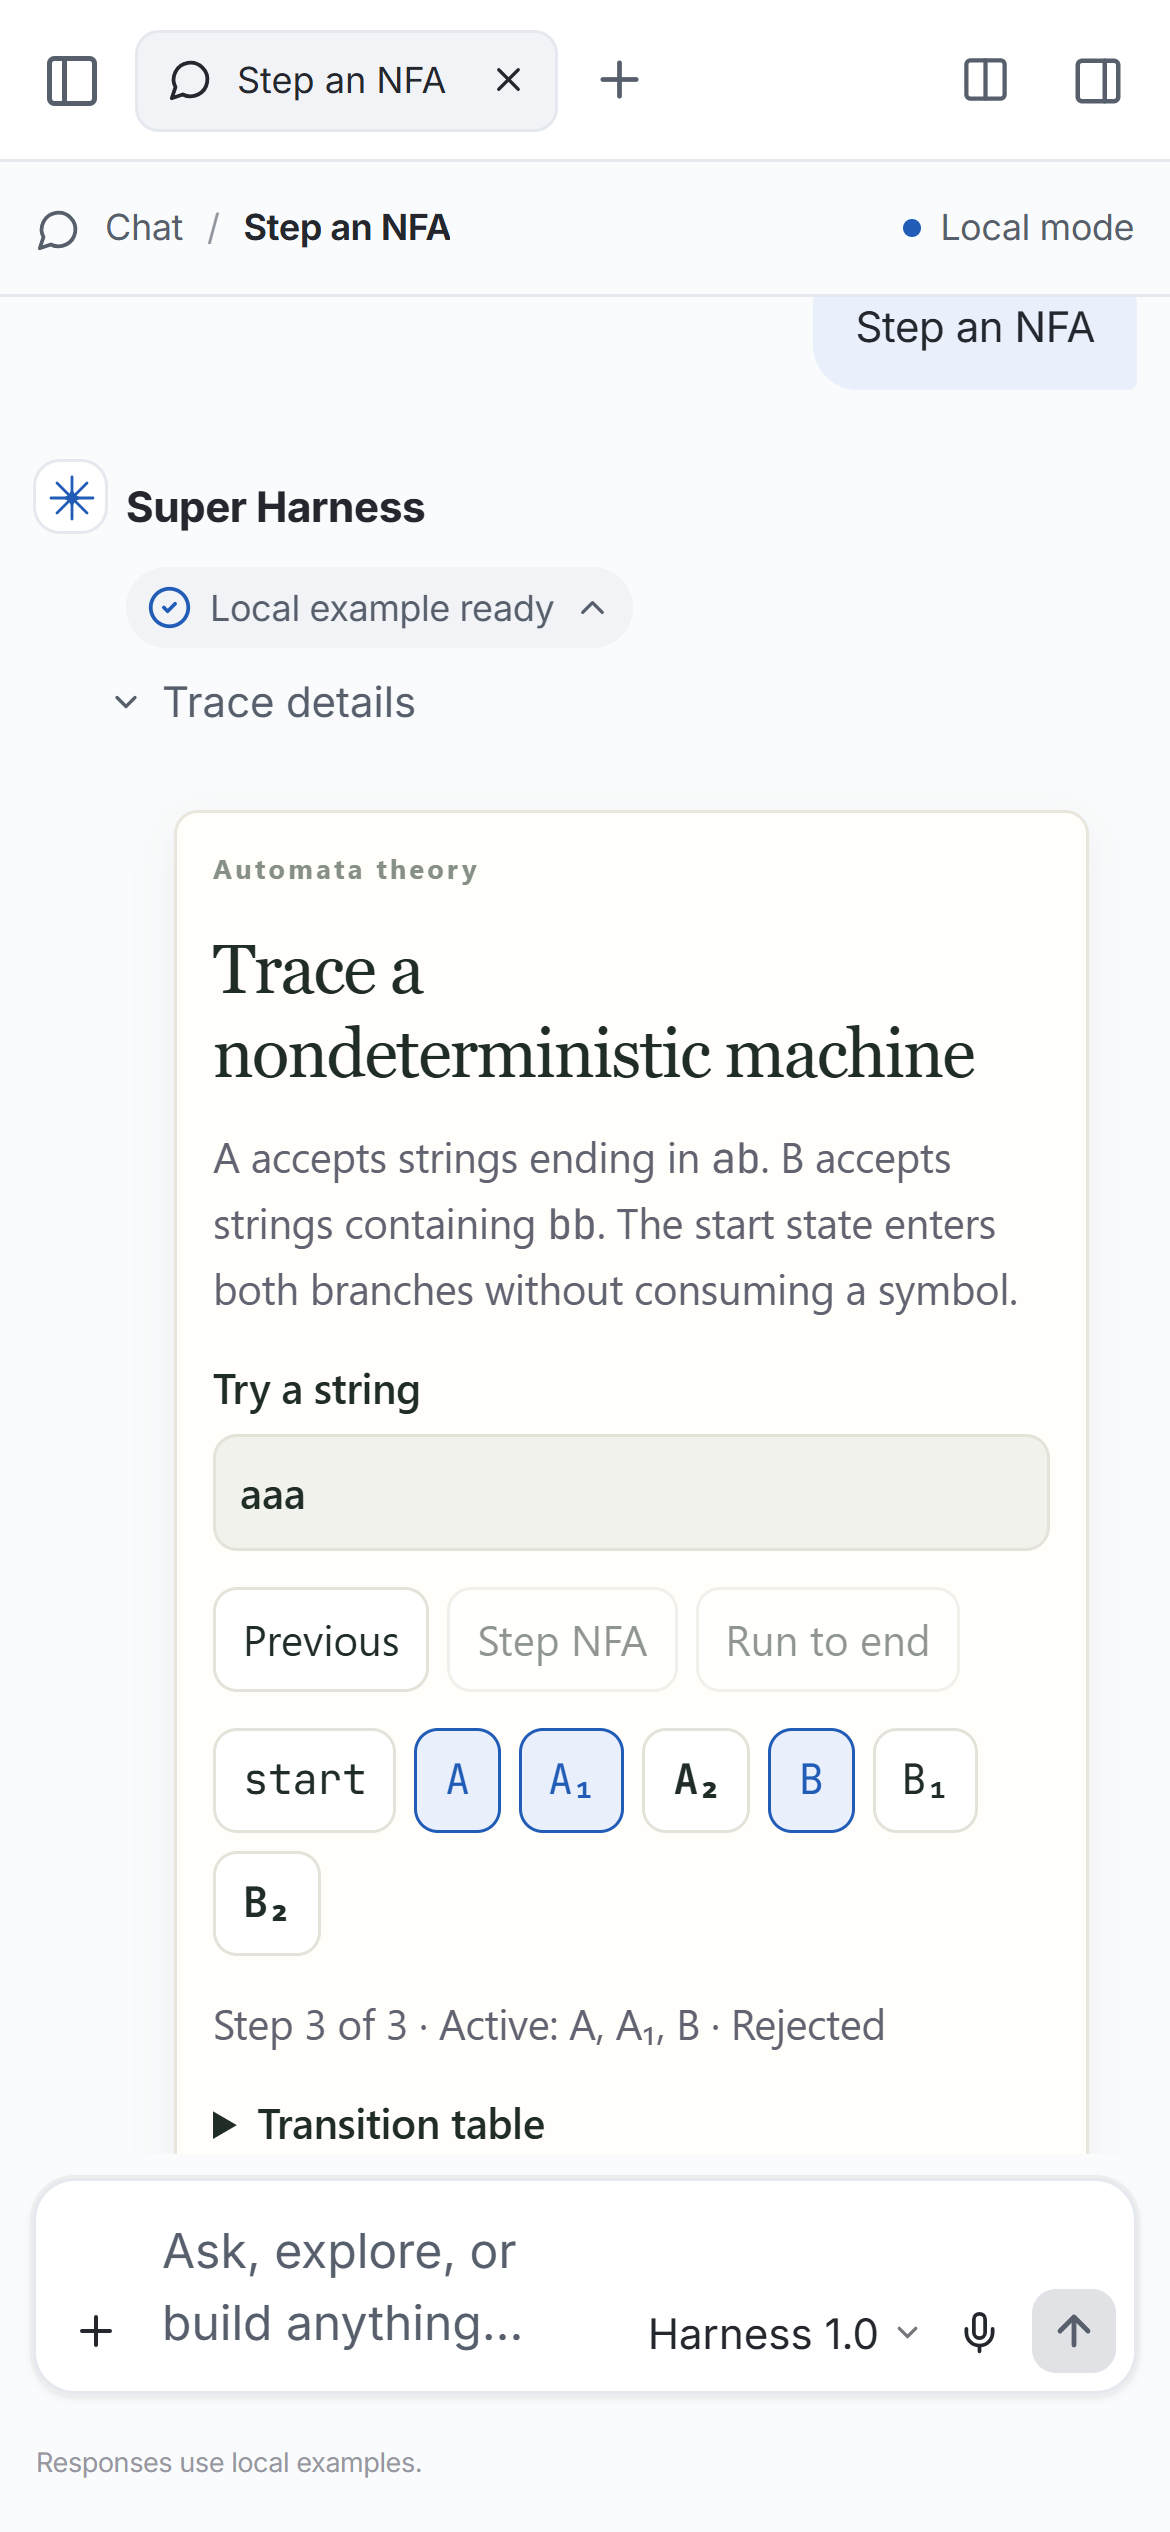 Step an NFA
Chat / Step an NFA
Local mode
Step an NFA
Super Harness
Local example ready
Trace details
Automata theory
Trace a
nondeterministic machine
A accepts strings ending in ab. B accepts
strings containing bb. The start state enters
both branches without consuming a symbol.
Try a string
aaa
Previous
Step NFA
Run to end
start
A
A₁
A₂
B
B₁
B₂
Step 3 of 3 · Active: A, A₁, B · Rejected
Transition table
Ask, explore, or
build anything...
Harness 1.0
Responses use local examples.